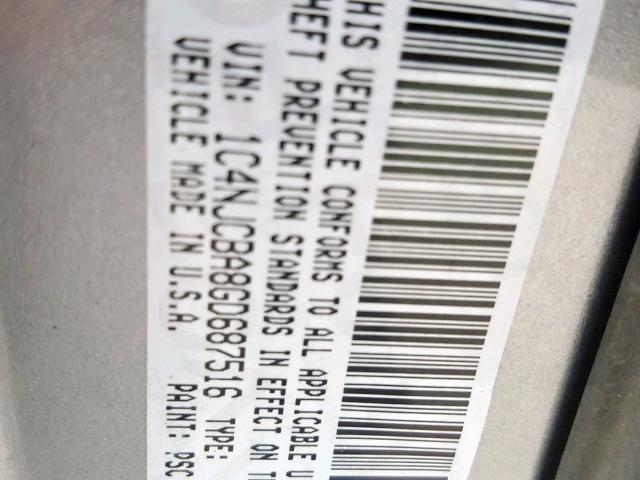 HIS VEHICLE CONFORMS TO ALL APPLICABLE U
HEFT PREVENTION STANDARDS IN EFFECT ON T
VIN: 1C4NJCBA8GD687516 TYPE:
VEHICLE MADE IN U.S.A. PAINT: PSC